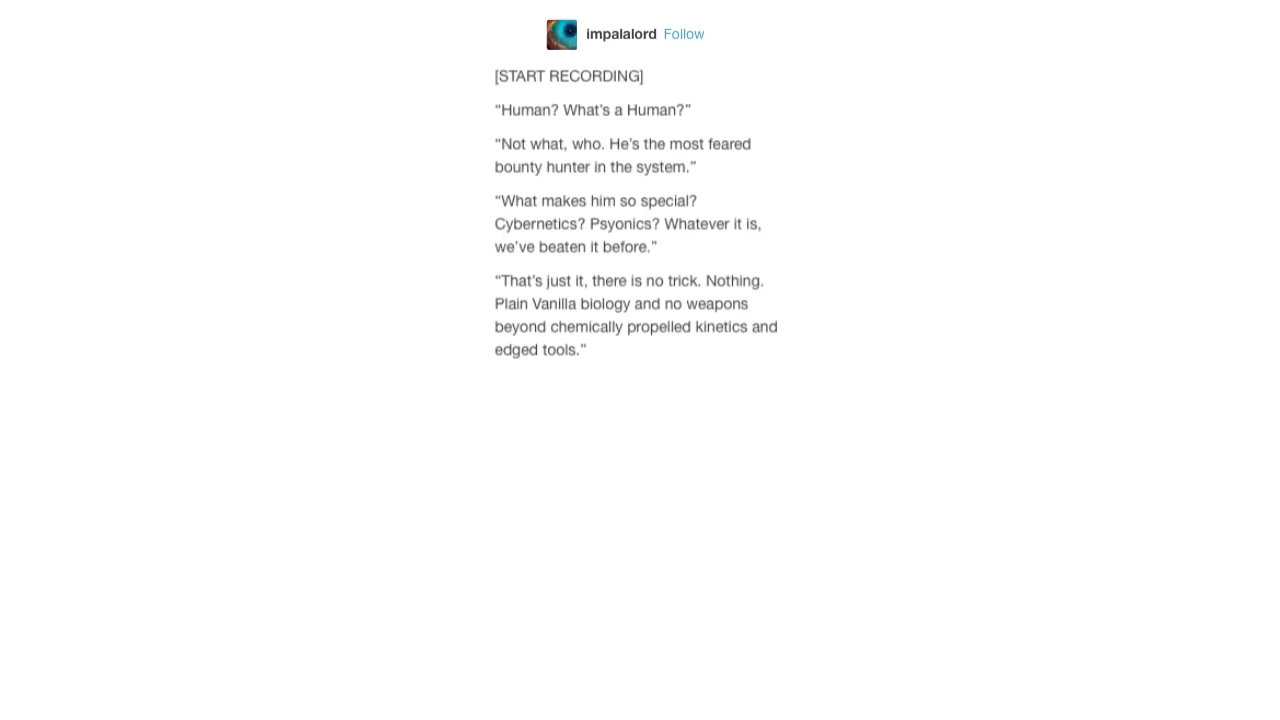 impalalord Follow
[START RECORDING]
“Human? What’s a Human?”
“Not what, who. He’s the most feared
bounty hunter in the system.”
“What makes him so special?
Cybernetics? Psyonics? Whatever it is,
we’ve beaten it before.”
“That’s just it, there is no trick. Nothing.
Plain Vanilla biology and no weapons
beyond chemically propelled kinetics and
edged tools.”